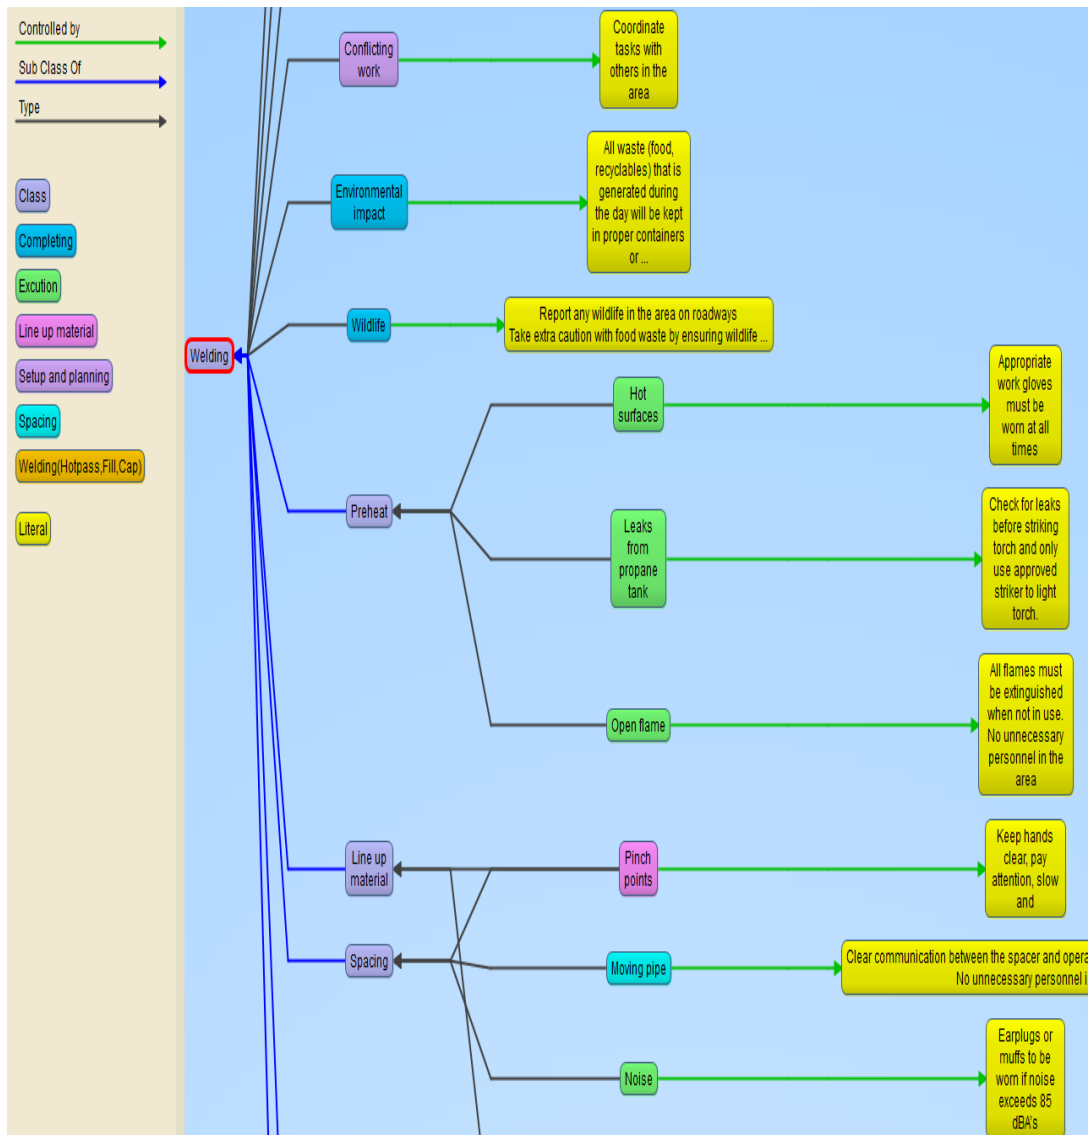 Controlled by
Sub Class Of
Type
Class
Completing
Excution
Line up material
Setup and planning
Spacing
Welding(Hotpass,Fill,Cap)
Literal
Welding
Conflicting
work
Coordinate
tasks with
others in the
area
Environmental
impact
All waste (food,
recyclables) that is
generated during
the day will be kept
in proper containers
or ...
Wildlife
Report any wildlife in the area on roadways
Take extra caution with food waste by ensuring wildlife ...
Preheat
Hot
surfaces
Appropriate
work gloves
must be
worn at all
times
Leaks
from
propane
tank
Check for leaks
before striking
torch and only
use approved
striker to light
torch.
Open flame
All flames must
be extinguished
when not in use.
No unnecessary
personnel in the
area
Line up
material
Pinch
points
Keep hands
clear, pay
attention, slow
and
Spacing
Moving pipe
Clear communication between the spacer and opera
No unnecessary personnel i
Noise
Earplugs or
muffs to be
worn if noise
exceeds 85
dBA's